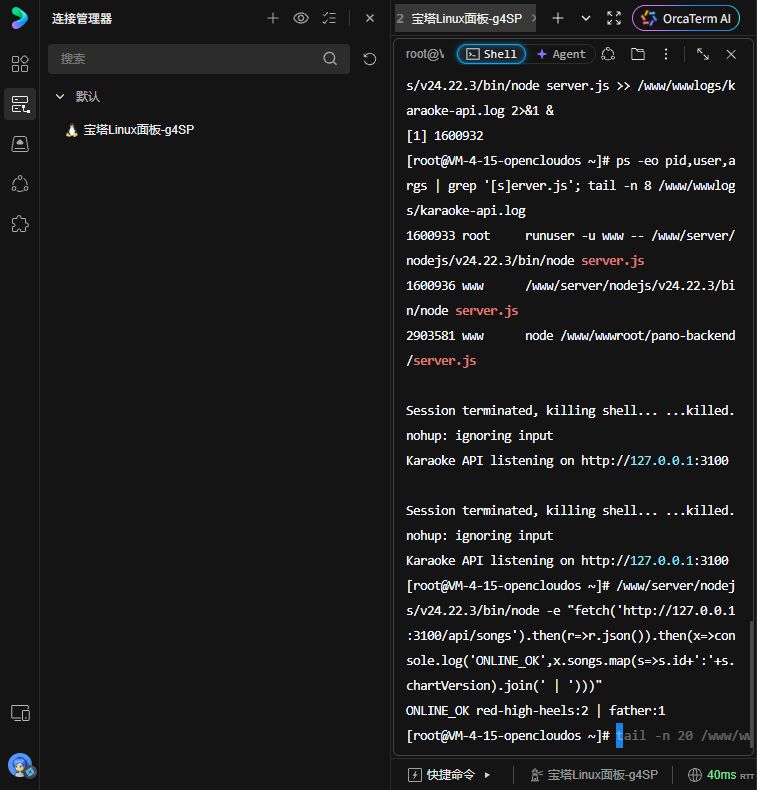 连接管理器
搜索
默认
宝塔Linux面板-g4SP
2 宝塔Linux面板-g4SP
OrcaTerm AI
root@\ Shell Agent
s/v24.22.3/bin/node server.js >> /www/wwwlogs/k
araoke-api.log 2>&1 &
[1] 1600932
[root@VM-4-15-opencloudos ~]# ps -eo pid,user,a
rgs | grep '[s]erver.js'; tail -n 8 /www/wwwlog
s/karaoke-api.log
1600933 root     runuser -u www -- /www/server/
nodejs/v24.22.3/bin/node server.js
1600936 www      /www/server/nodejs/v24.22.3/bi
n/node server.js
2903581 www      node /www/wwwroot/pano-backend
/server.js
Session terminated, killing shell... ...killed.
nohup: ignoring input
Karaoke API listening on http://127.0.0.1:3100
Session terminated, killing shell... ...killed.
nohup: ignoring input
Karaoke API listening on http://127.0.0.1:3100
[root@VM-4-15-opencloudos ~]# /www/server/nodej
s/v24.22.3/bin/node -e "fetch('http://127.0.0.1
:3100/api/songs').then(r=>r.json()).then(x=>con
sole.log('ONLINE_OK',x.songs.map(s=>s.id+':'+s.
chartVersion).join(' | ')))"
ONLINE_OK red-high-heels:2 | father:1
[root@VM-4-15-opencloudos ~]# tail -n 20 /www/w
快捷命令 宝塔Linux面板-g4SP 40ms RTT